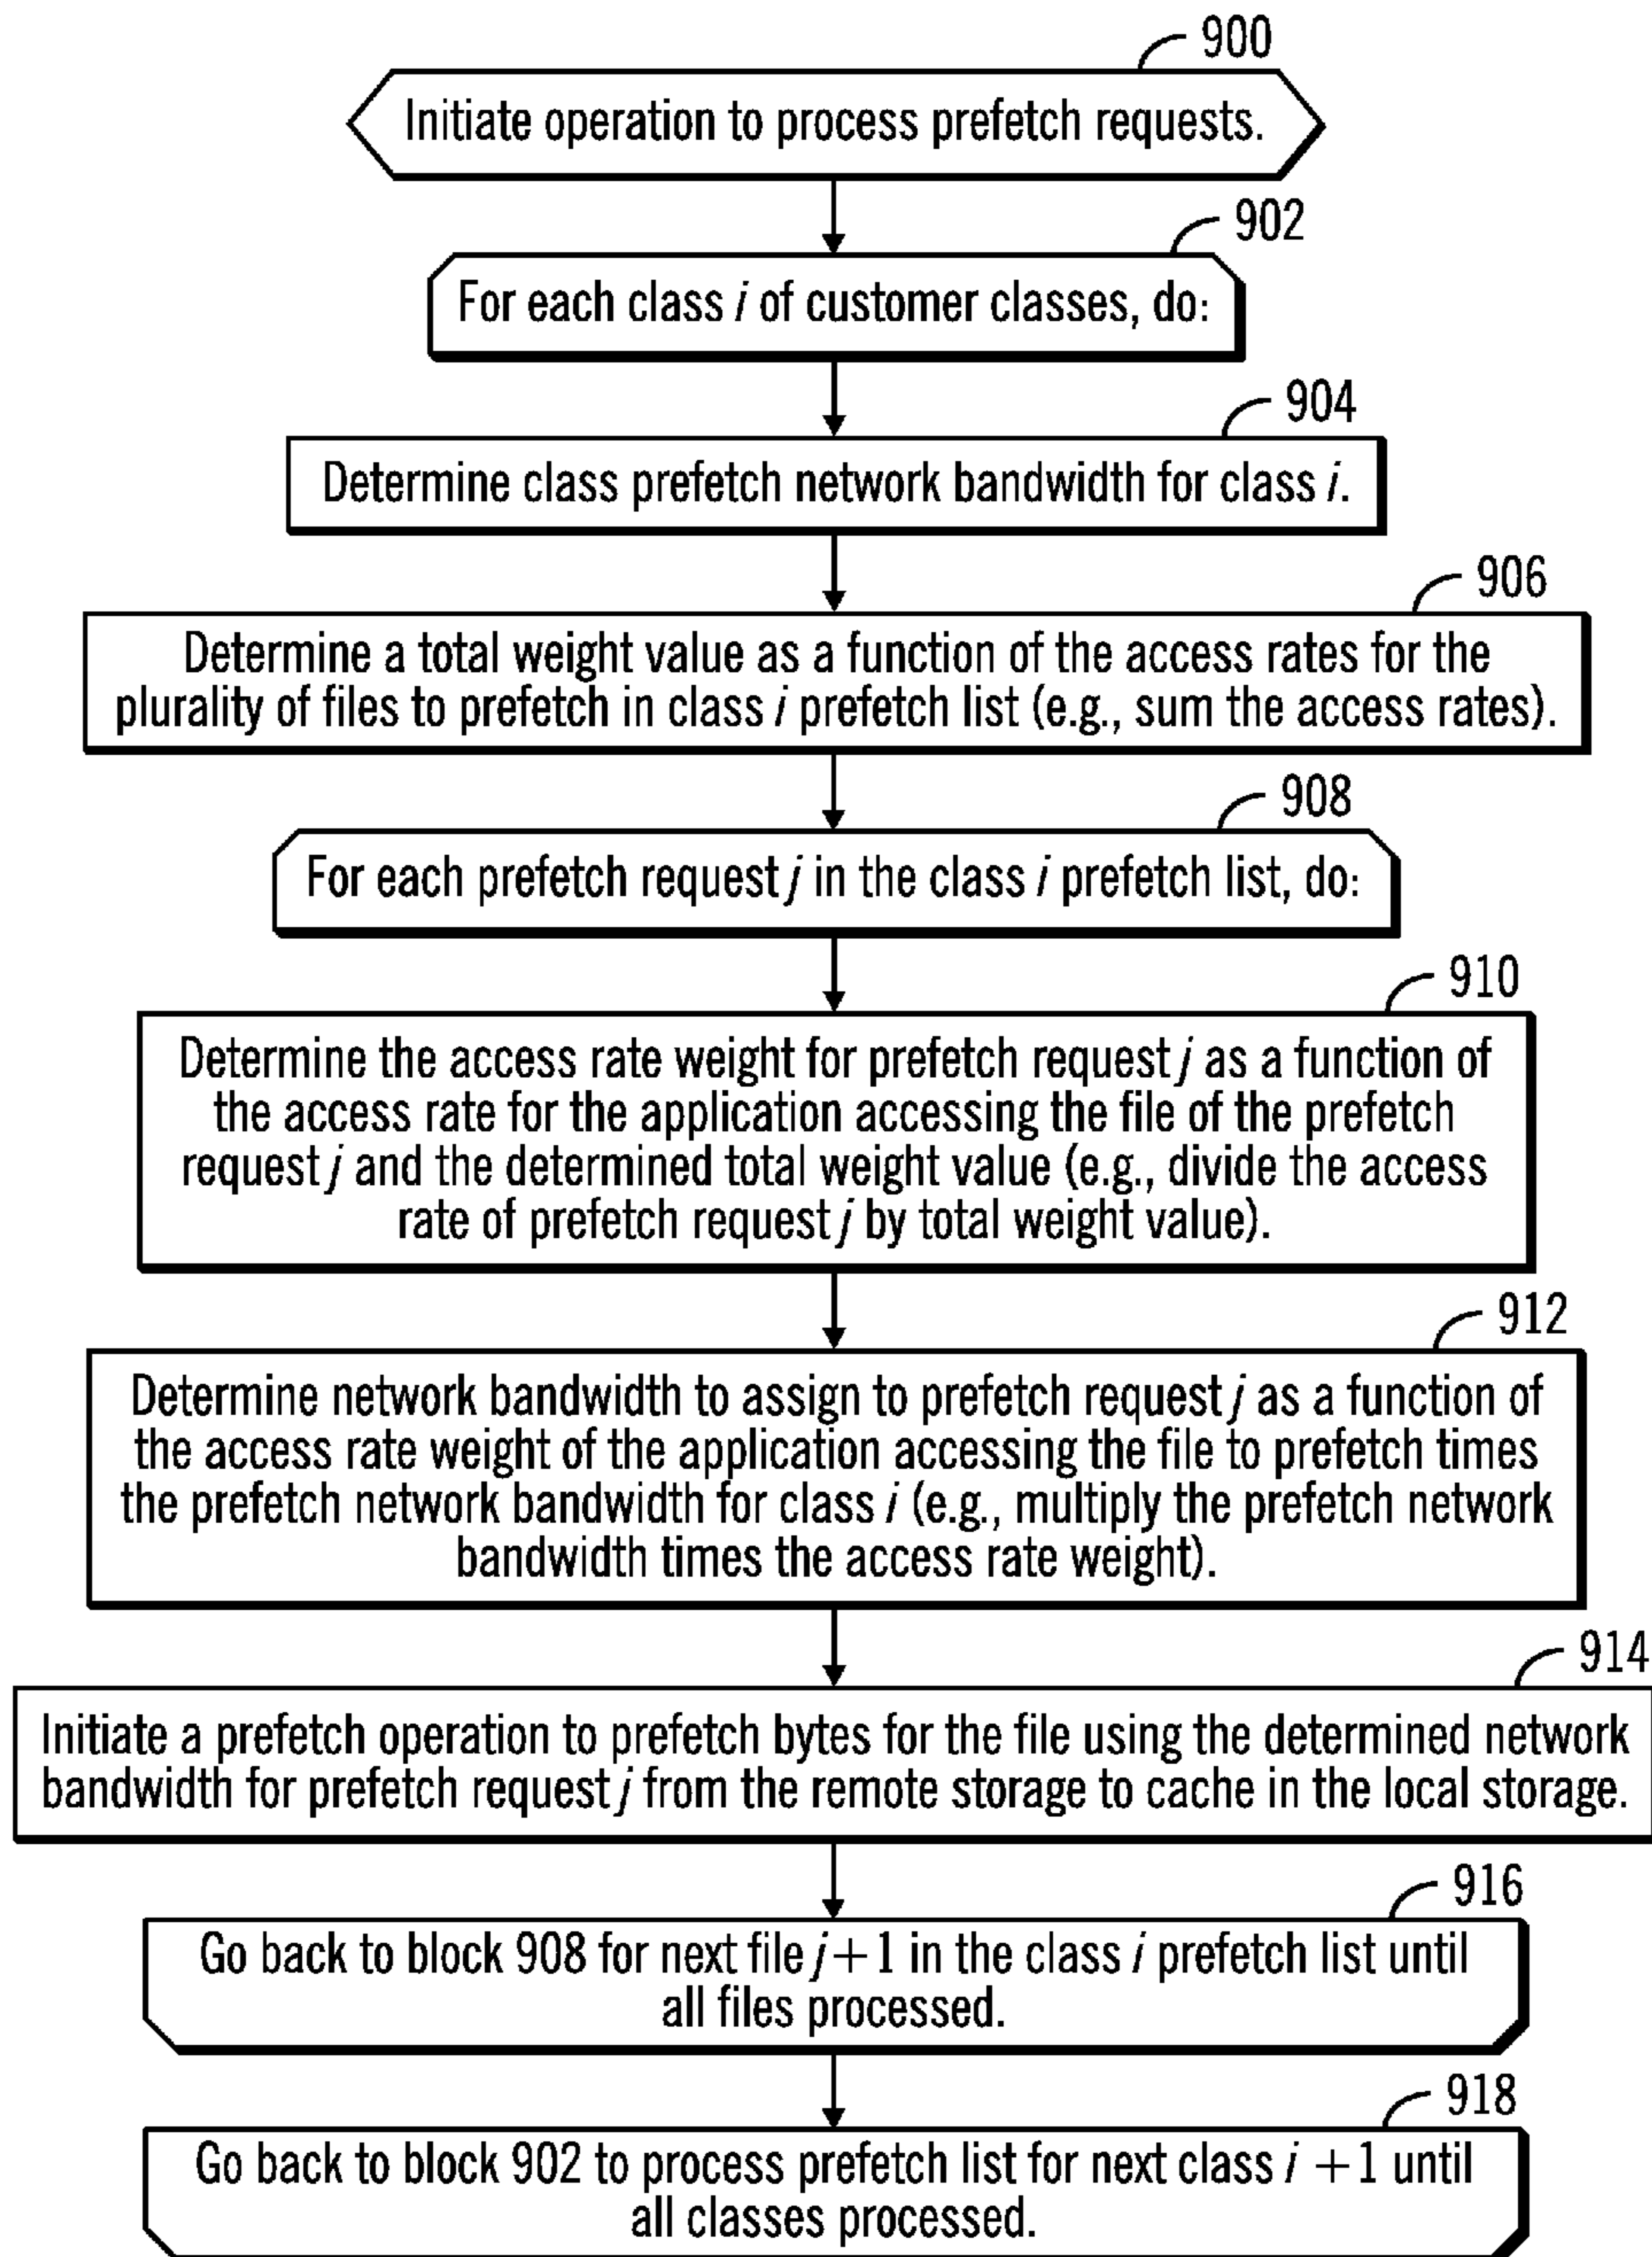 900
Initiate operation to process prefetch requests.
902
For each class i of customer classes, do:
904
Determine class prefetch network bandwidth for class i.
906
Determine a total weight value as a function of the access rates for the
plurality of files to prefetch in class i prefetch list (e.g., sum the access rates).
908
For each prefetch request j in the class i prefetch list, do:
910
Determine the access rate weight for prefetch request j as a function of
the access rate for the application accessing the file of the prefetch
request j and the determined total weight value (e.g., divide the access
rate of prefetch request j by total weight value).
912
Determine network bandwidth to assign to prefetch request j as a function of
the access rate weight of the application accessing the file to prefetch times
the prefetch network bandwidth for class i (e.g., multiply the prefetch network
bandwidth times the access rate weight).
914
Initiate a prefetch operation to prefetch bytes for the file using the determined network
bandwidth for prefetch request j from the remote storage to cache in the local storage.
916
Go back to block 908 for next file j+1 in the class i prefetch list until
all files processed.
918
Go back to block 902 to process prefetch list for next class i +1 until
all classes processed.